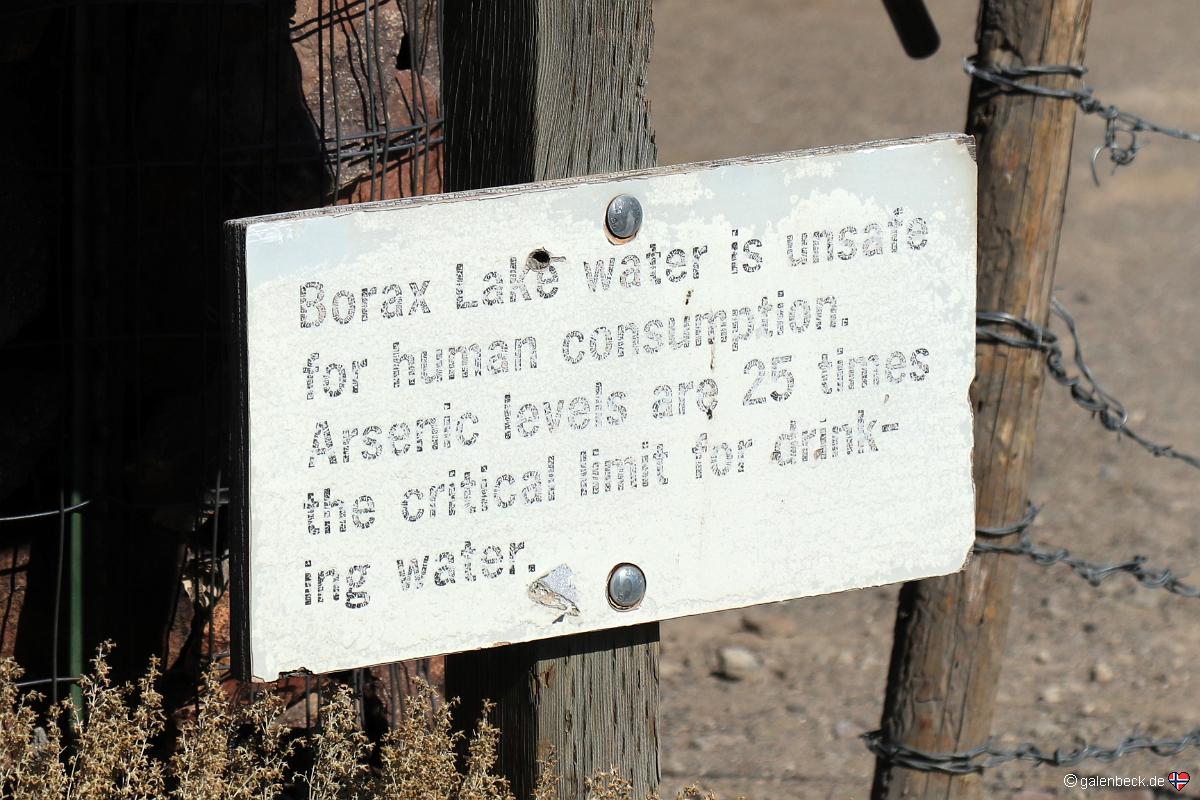 Borax Lake water is unsafe
for human consumption.
Arsenic levels are 25 times
the critical limit for drink-
ing water.
© galenbeck.de